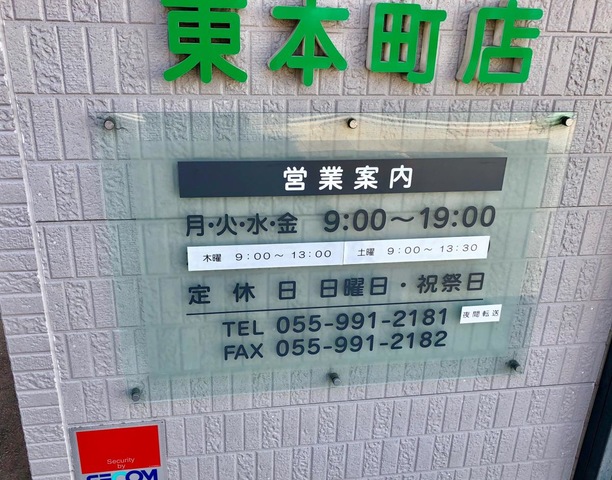 東本町店
営業案内
月・火・水・金 9:00～19:00
木曜 9:00～13:00 土曜 9:00～13:30
定休日 日曜日・祝祭日
TEL 055-991-2181 夜間転送
FAX 055-991-2182
Security
by
SECOM